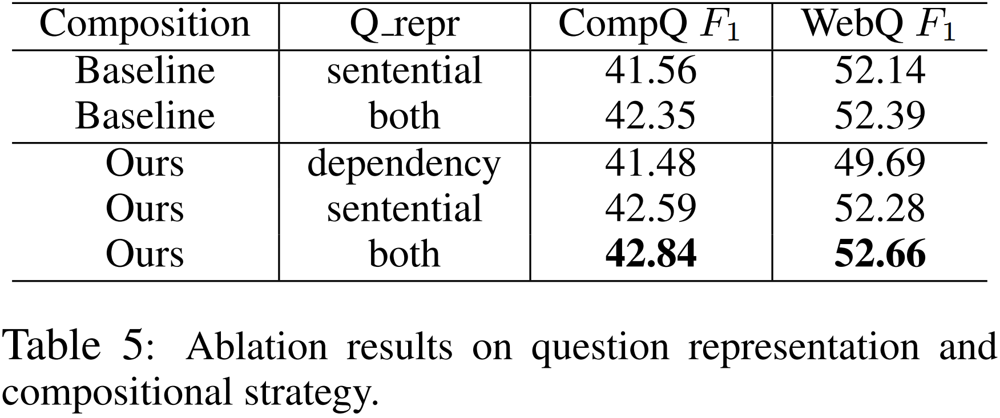 Composition Q_repr CompQ F1 WebQ F1
Baseline sentential 41.56 52.14
Baseline both 42.35 52.39
Ours dependency 41.48 49.69
Ours sentential 42.59 52.28
Ours both 42.84 52.66
Table 5: Ablation results on question representation and
compositional strategy.